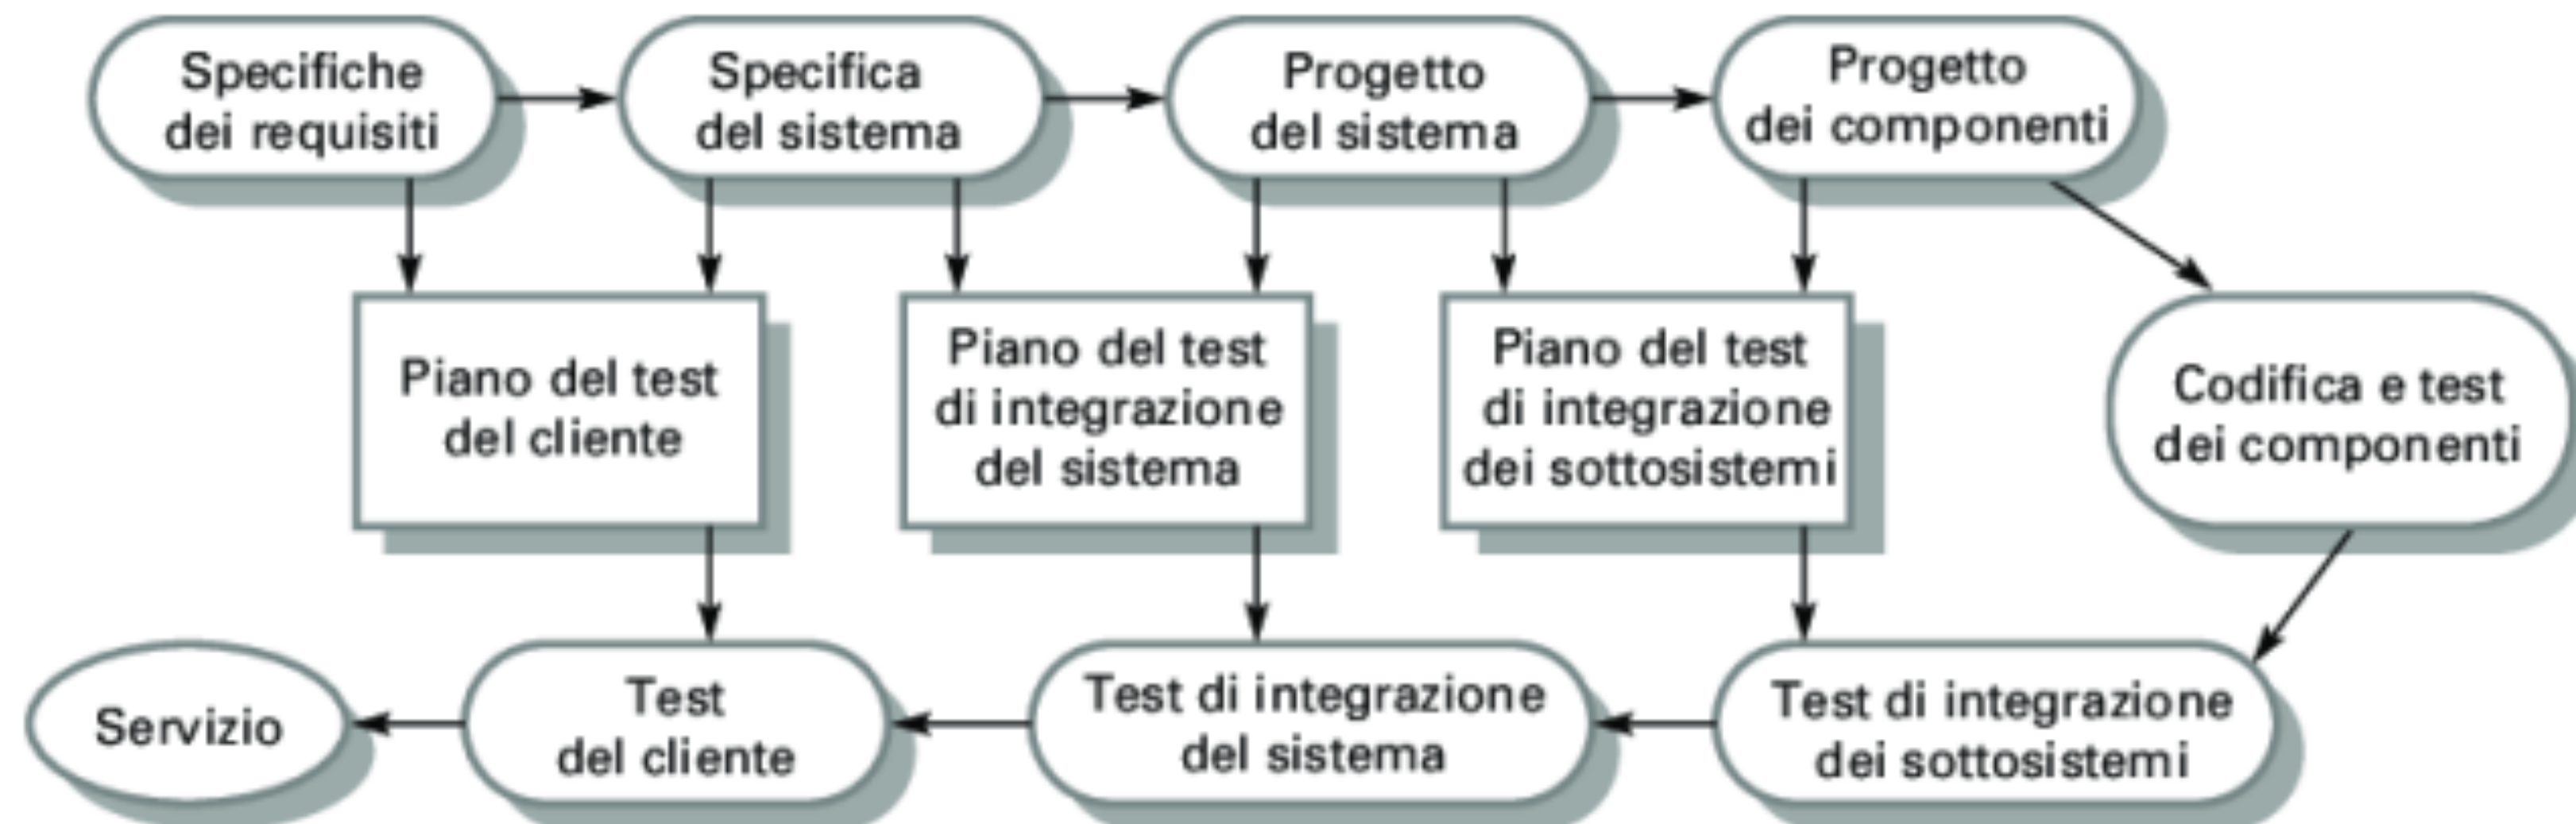 Specifiche
dei requisiti
Specifica
del sistema
Progetto
del sistema
Progetto
dei componenti
Piano del test
del cliente
Piano del test
di integrazione
del sistema
Piano del test
di integrazione
dei sottosistemi
Codifica e test
dei componenti
Servizio
Test
del cliente
Test di integrazione
del sistema
Test di integrazione
dei sottosistemi